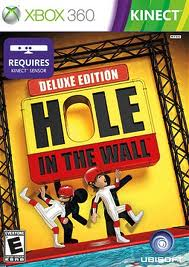 XBOX 360
KINECT
REQUIRES
KINECT SENSOR
DELUXE EDITION
HOLE
IN THE WALL
EVERYONE
E
UBISOFT